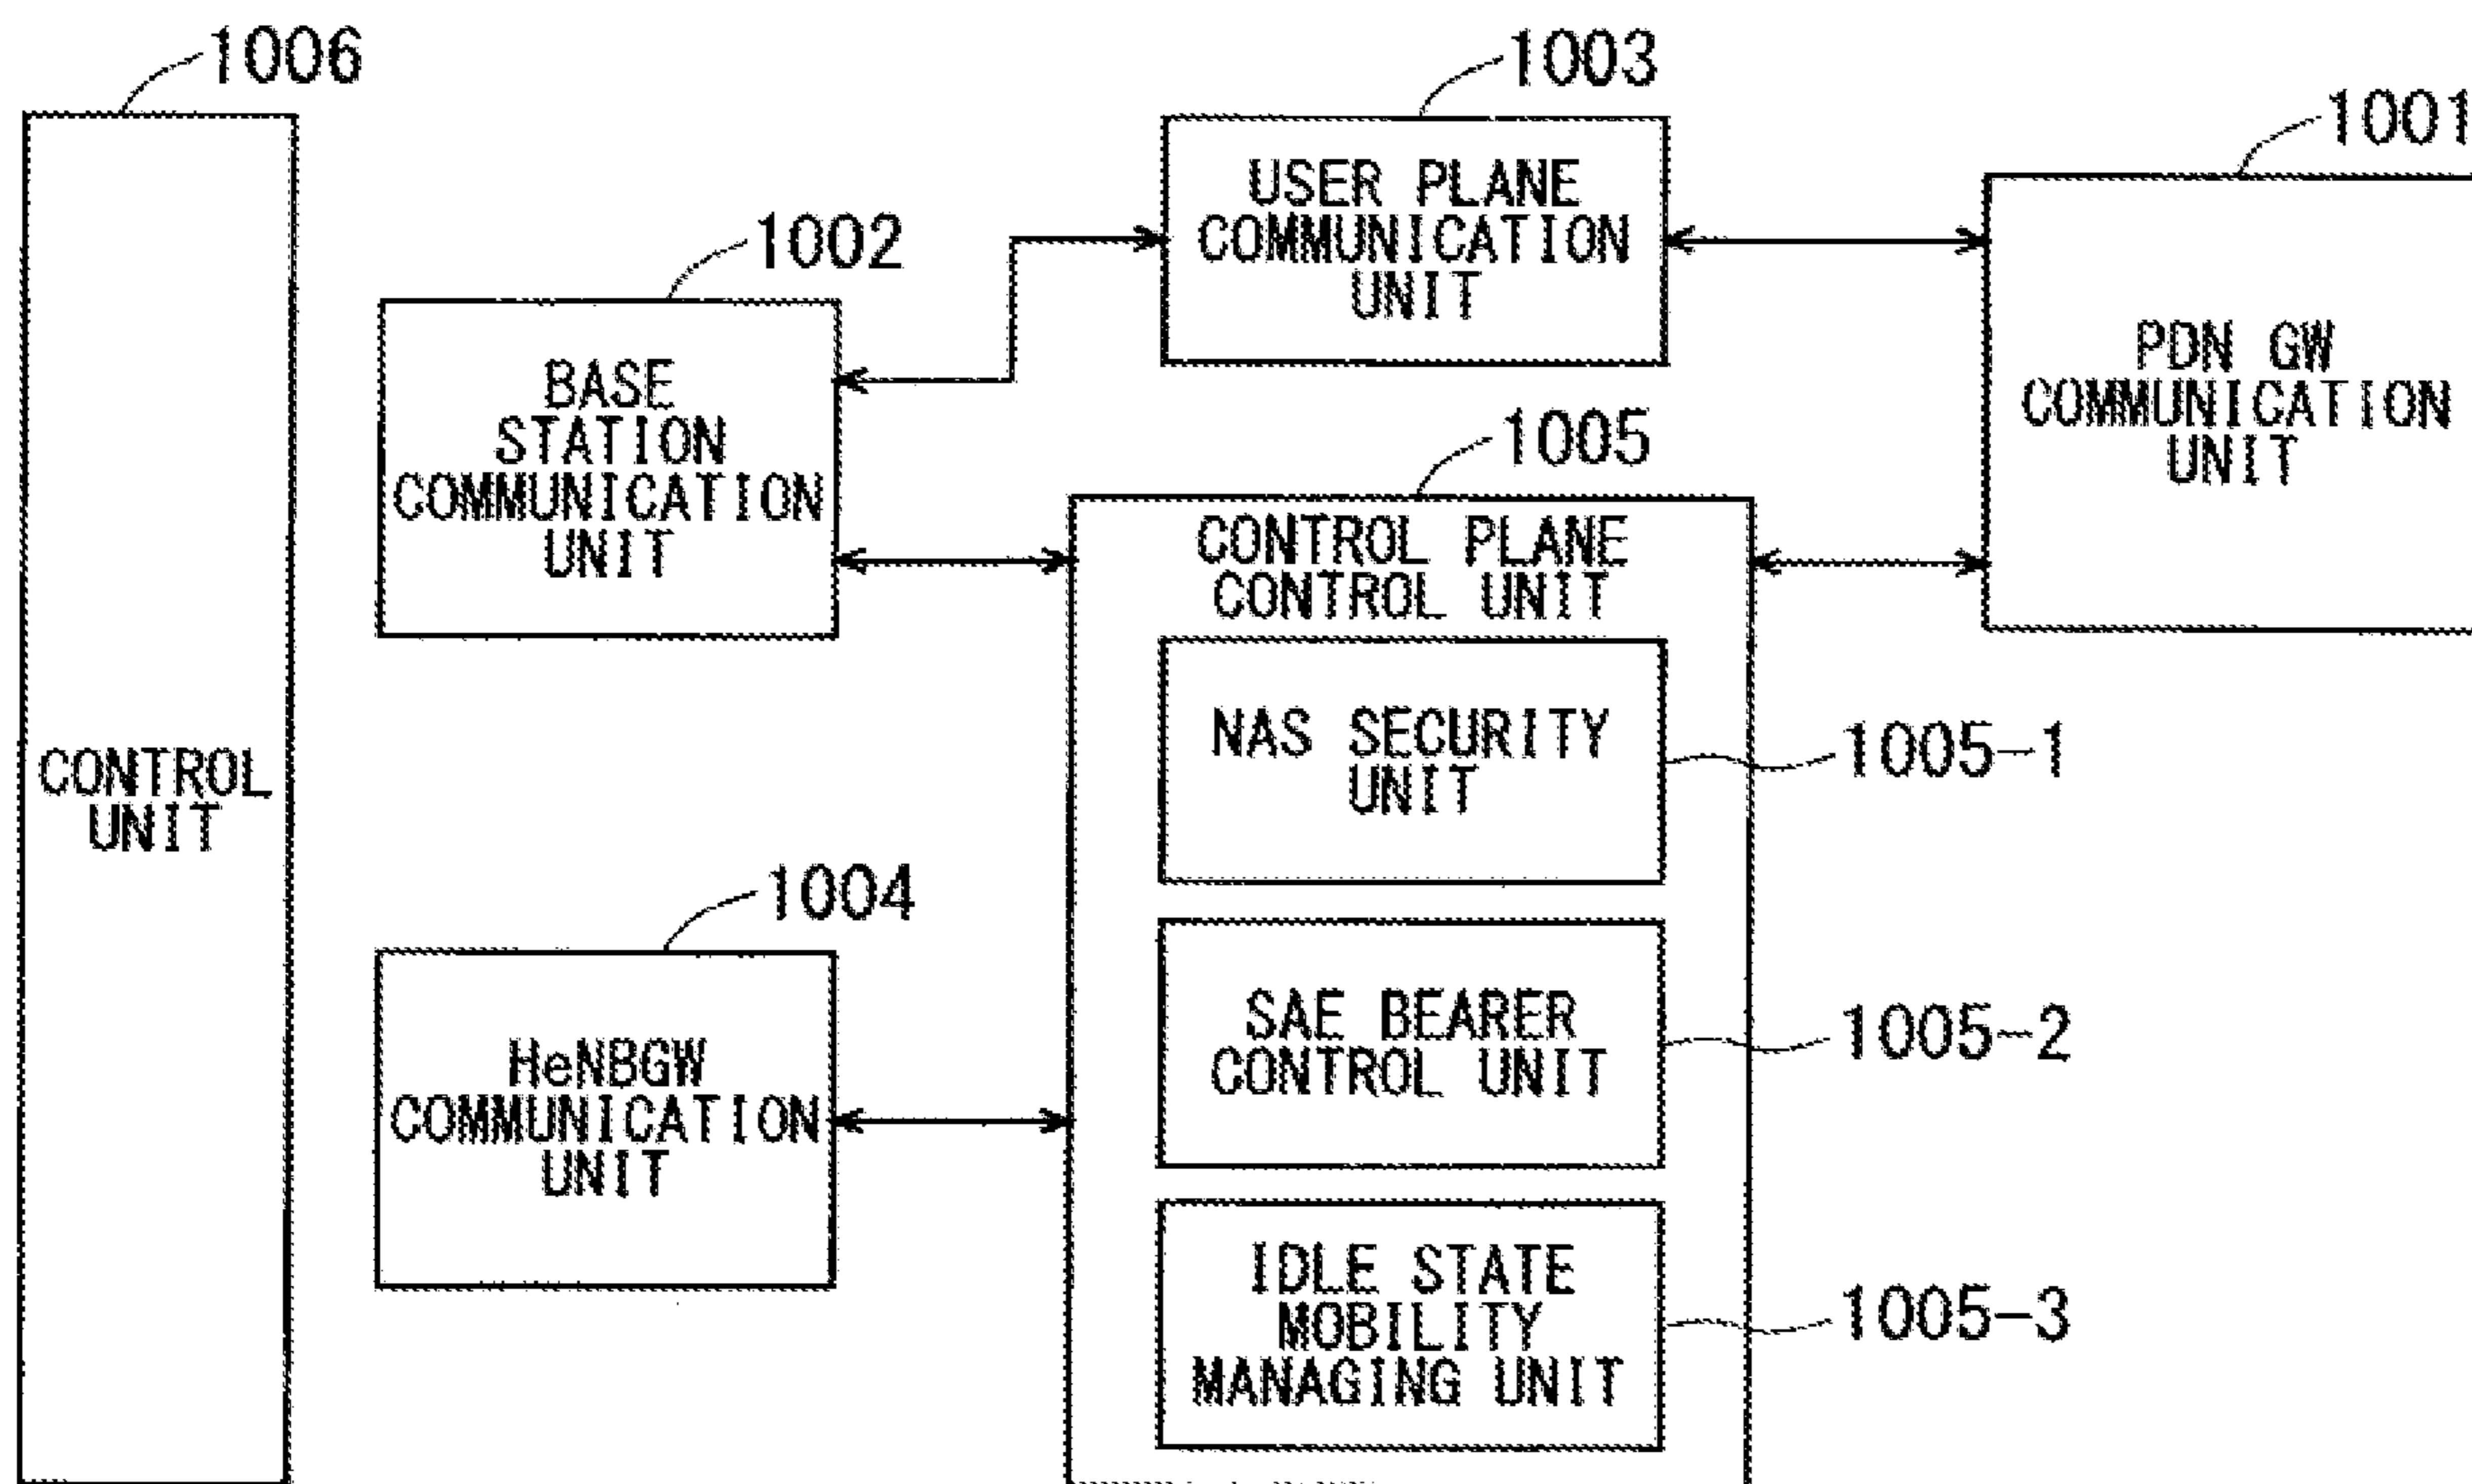 1006
CONTROL
UNIT
1002
BASE
STATION
COMMUNICATION
UNIT
1004
HeNBGW
COMMUNICATION
UNIT
1003
USER PLANE
COMMUNICATION
UNIT
1005
CONTROL PLANE
CONTROL UNIT
NAS SECURITY
UNIT
1005-1
SAE BEARER
CONTROL UNIT
1005-2
IDLE STATE
MOBILITY
MANAGING UNIT
1005-3
1001
PDN GW
COMMUNICATION
UNIT